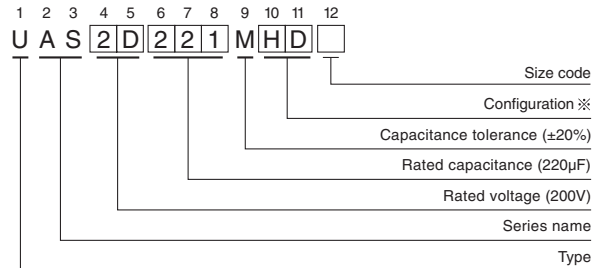 1 2 3 4 5 6 7 8 9 10 11 12
U A S 2 D 2 2 1 M H D
Size code
Configuration ※
Capacitance tolerance (±20%)
Rated capacitance (220µF)
Rated voltage (200V)
Series name
Type